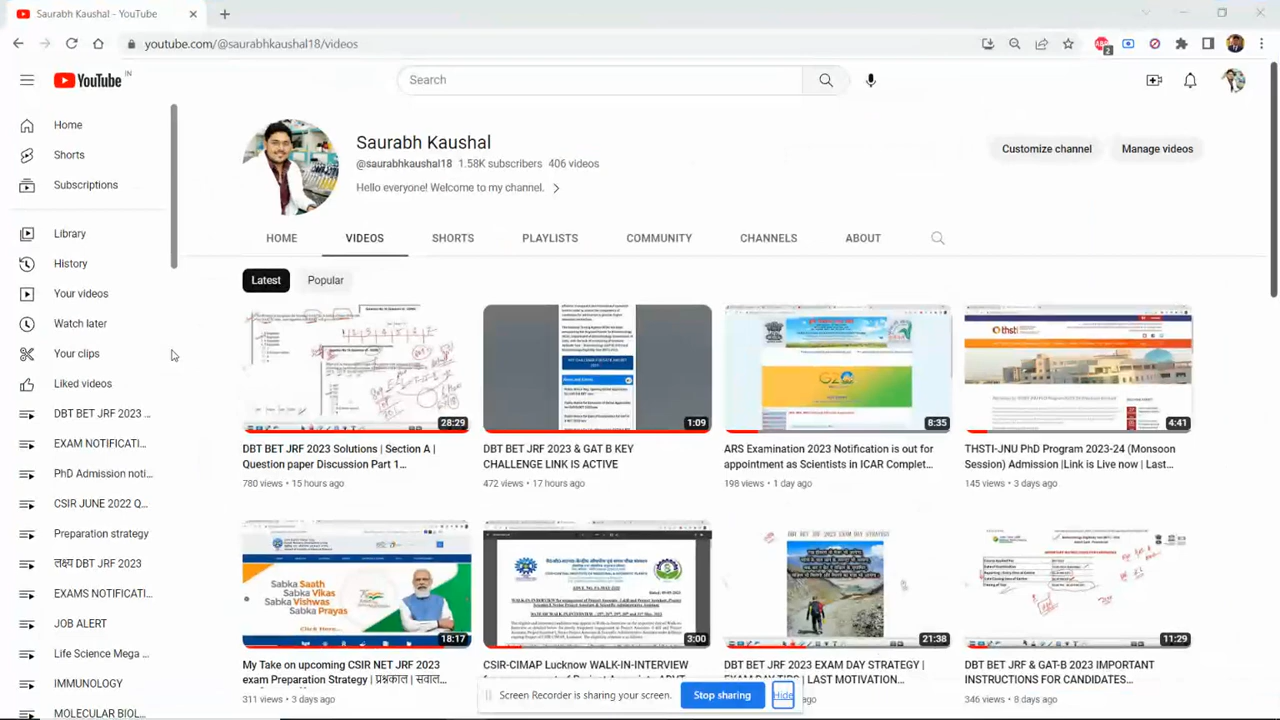 Saurabh Kaushal - YouTube
youtube.com/@saurabhkaushal18/videos
2
YouTube IN
Search
Home
Shorts
Subscriptions
Library
History
Your videos
Watch later
Your clips
Liked videos
DBT BET JRF 2023 ...
EXAM NOTIFICATI...
PhD Admission noti...
CSIR JUNE 2022 Q...
Preparation strategy
लक्ष्य DBT JRF 2023
EXAMS NOTIFICATI...
JOB ALERT
Life Science Mega ...
IMMUNOLOGY
MOLECULAR BIOL...
Saurabh Kaushal
@saurabhkaushal18 1.58K subscribers 406 videos
Hello everyone! Welcome to my channel.
Customize channel
Manage videos
HOME VIDEOS SHORTS PLAYLISTS COMMUNITY CHANNELS ABOUT
Latest Popular
28:29
DBT BET JRF 2023 Solutions | Section A |
Question paper Discussion Part 1...
780 views • 15 hours ago
1:09
DBT BET JRF 2023 & GAT B KEY
CHALLENGE LINK IS ACTIVE
472 views • 17 hours ago
G20
8:35
ARS Examination 2023 Notification is out for
appointment as Scientists in ICAR Complet...
198 views • 1 day ago
thsti
4:41
THSTI-JNU PhD Program 2023-24 (Monsoon
Session) Admission |Link is Live now | Last...
145 views • 3 days ago
Sabka Saath
Sabka Vikas
Sabka Vishwas
Sabka Prayas
18:17
My Take on upcoming CSIR NET JRF 2023
exam Preparation Strategy | प्रश्नकाल | सवाल...
311 views • 3 days ago
3:00
CSIR-CIMAP Lucknow WALK-IN-INTERVIEW
DBT JRF 2023 EXAM DAY STRATEGY
21:38
DBT BET JRF 2023 EXAM DAY STRATEGY |
LAST MOTIVATION...
ago
11:29
DBT BET JRF & GAT-B 2023 IMPORTANT
INSTRUCTIONS FOR CANDIDATES...
346 views • 8 days ago
Screen Recorder is sharing your screen.
Stop sharing
Hide